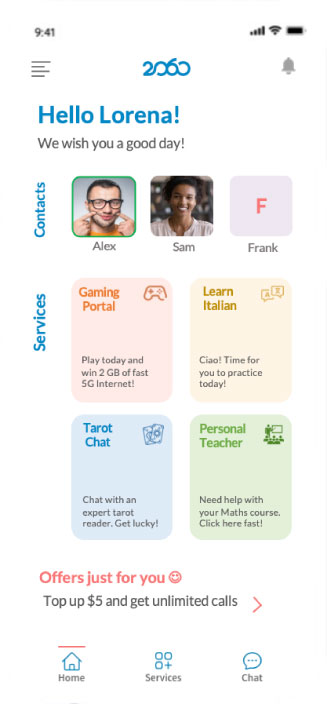 9:41
2060
Hello Lorena!
We wish you a good day!
Contacts
F
Alex
Sam
Frank
Services
Gaming
Portal
Play today and
win 2 GB of fast
5G Internet!
Learn
Italian
Ciao! Time for
you to practice
today!
Tarot
Chat
Chat with an
expert tarot
reader. Get lucky!
Personal
Teacher
Need help with
your Maths course.
Click here fast!
Offers just for you ☺
Top up $5 and get unlimited calls
Home
Services
Chat